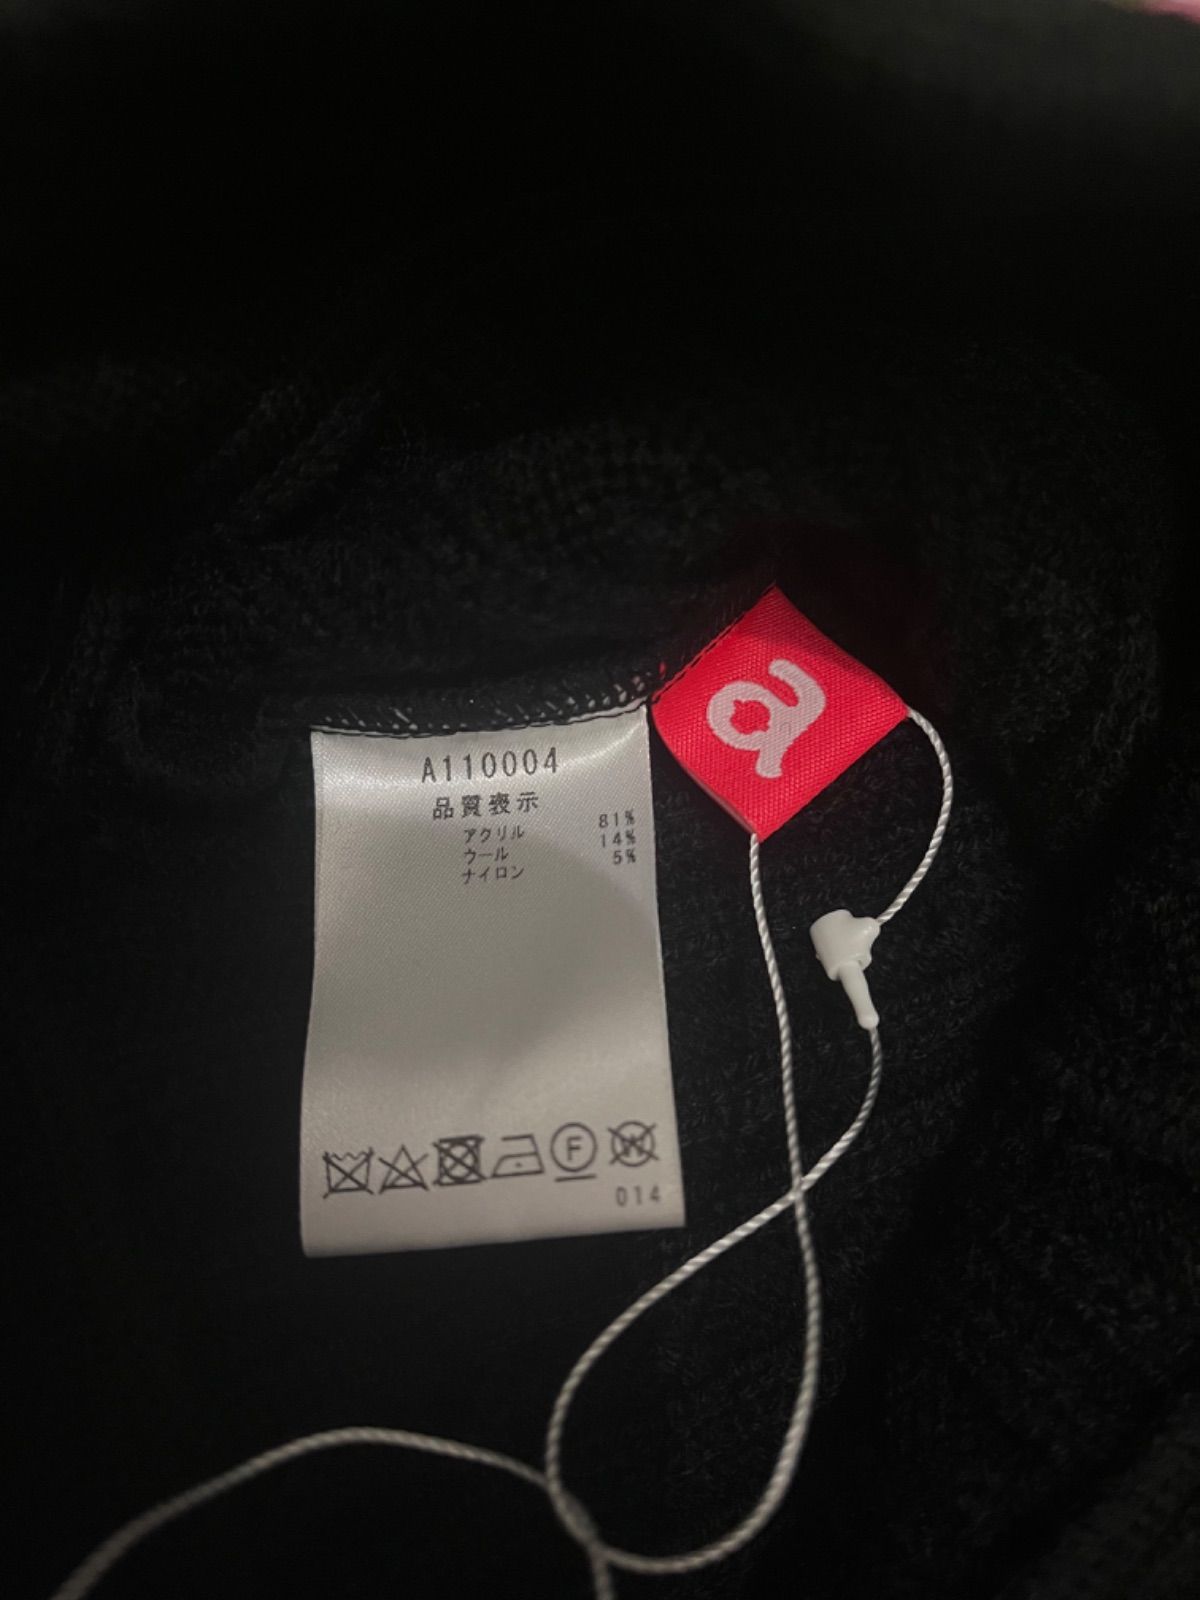 A110004
品質表示
アクリル 81%
ウール 14%
ナイロン 5%
a
F
W
014